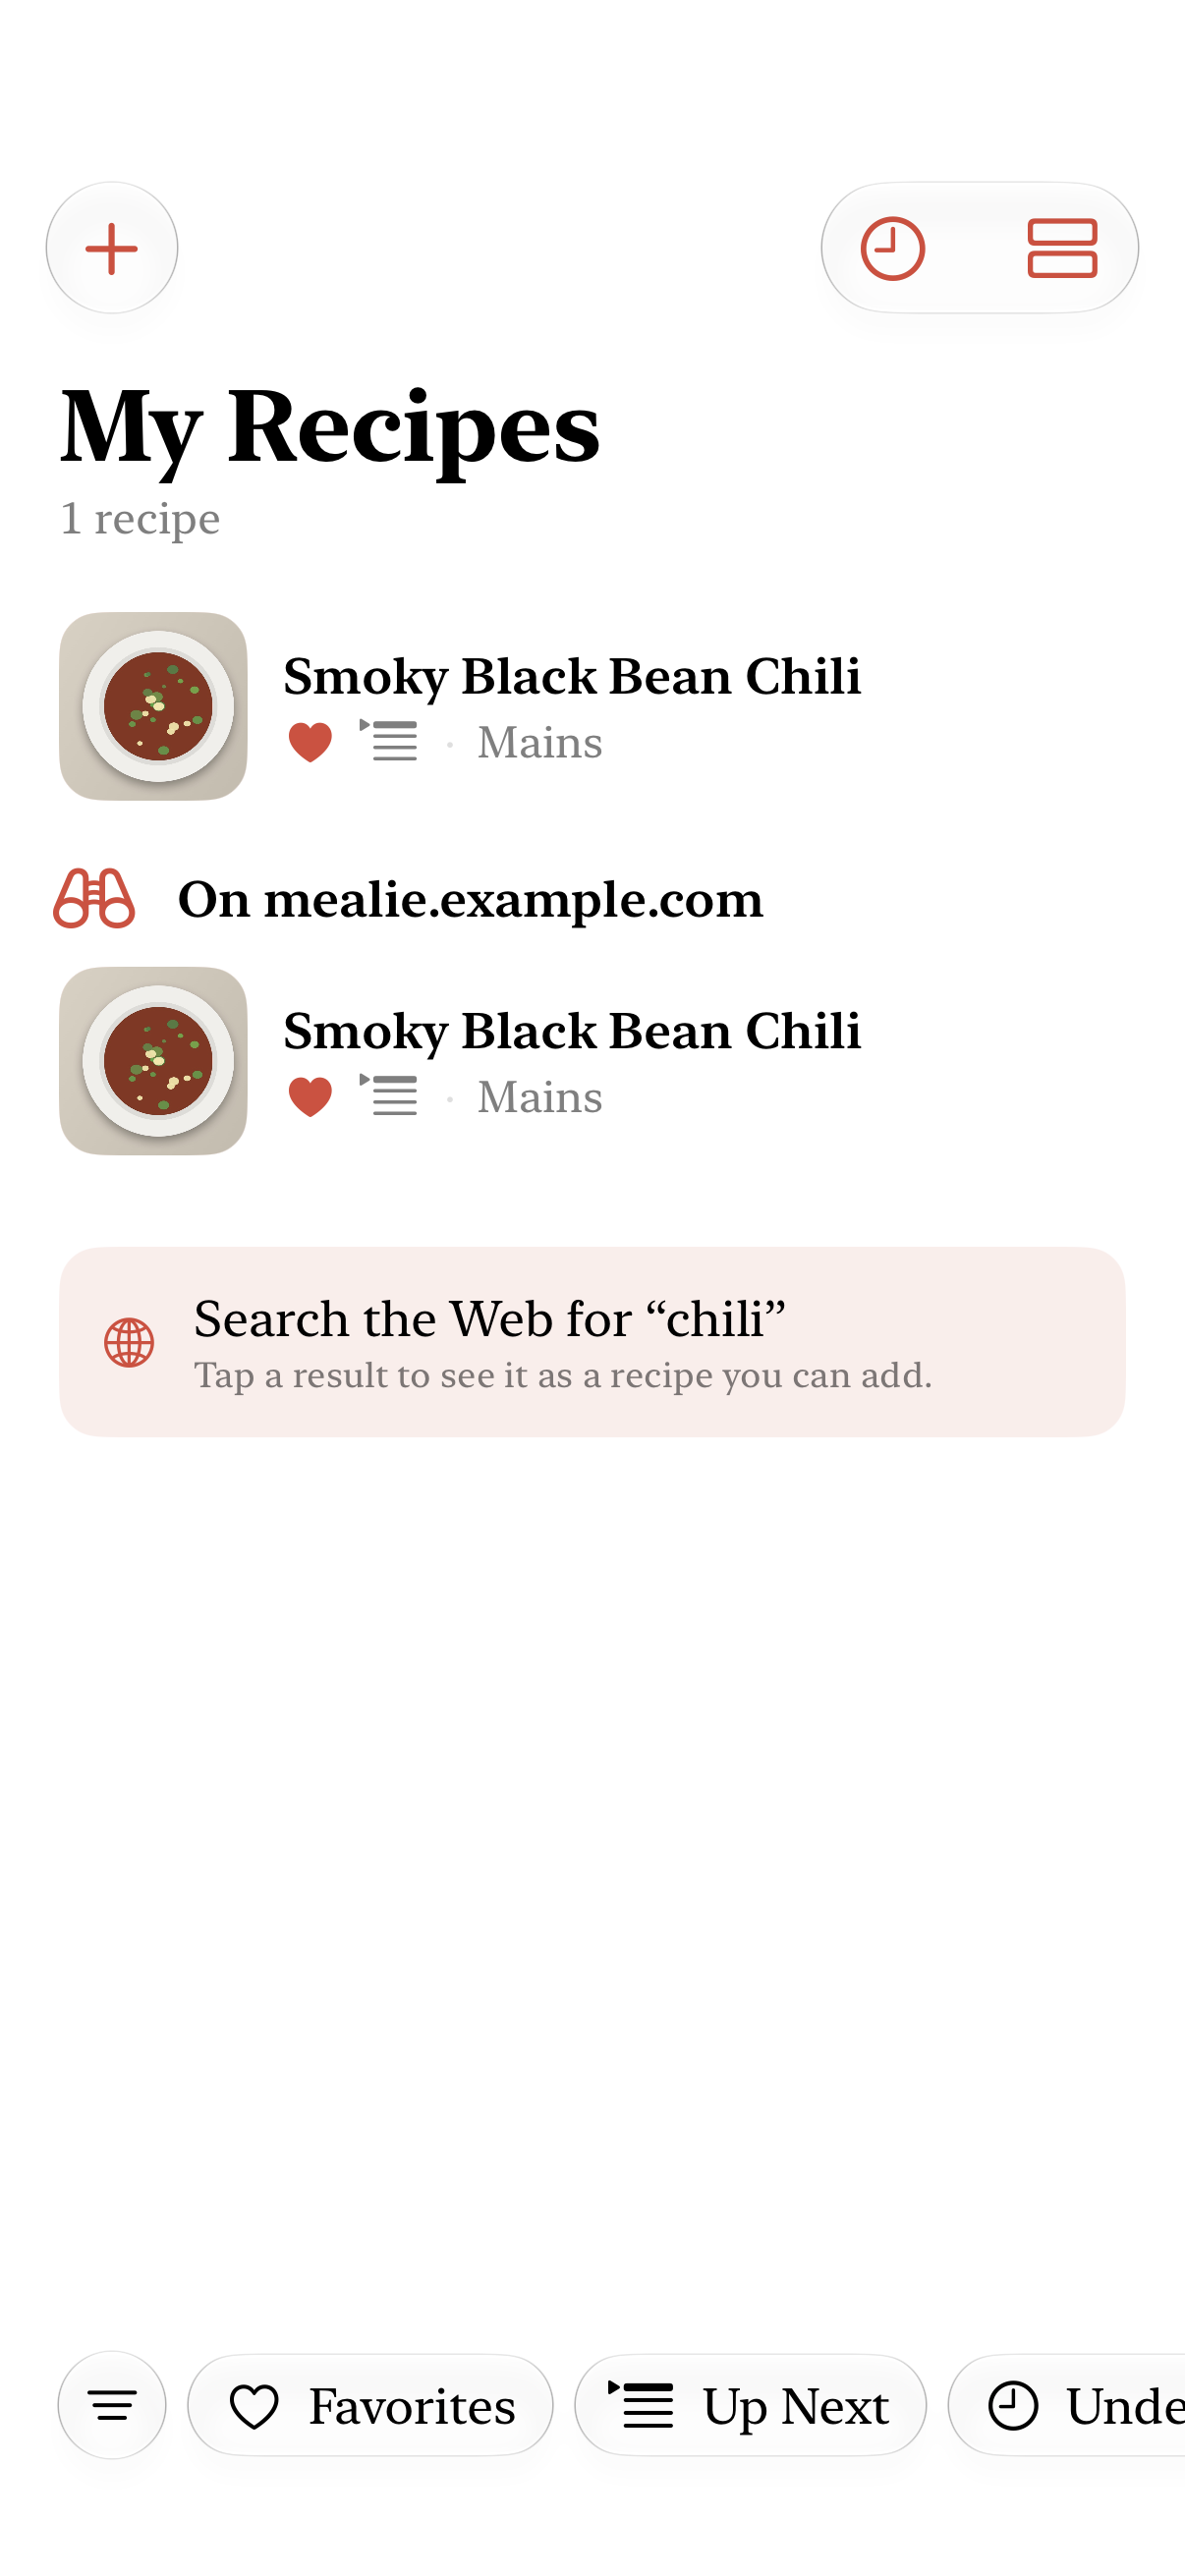 My Recipes
1 recipe
Smoky Black Bean Chili
· Mains
On mealie.example.com
Smoky Black Bean Chili
· Mains
Search the Web for “chili”
Tap a result to see it as a recipe you can add.
Favorites
Up Next
Unde